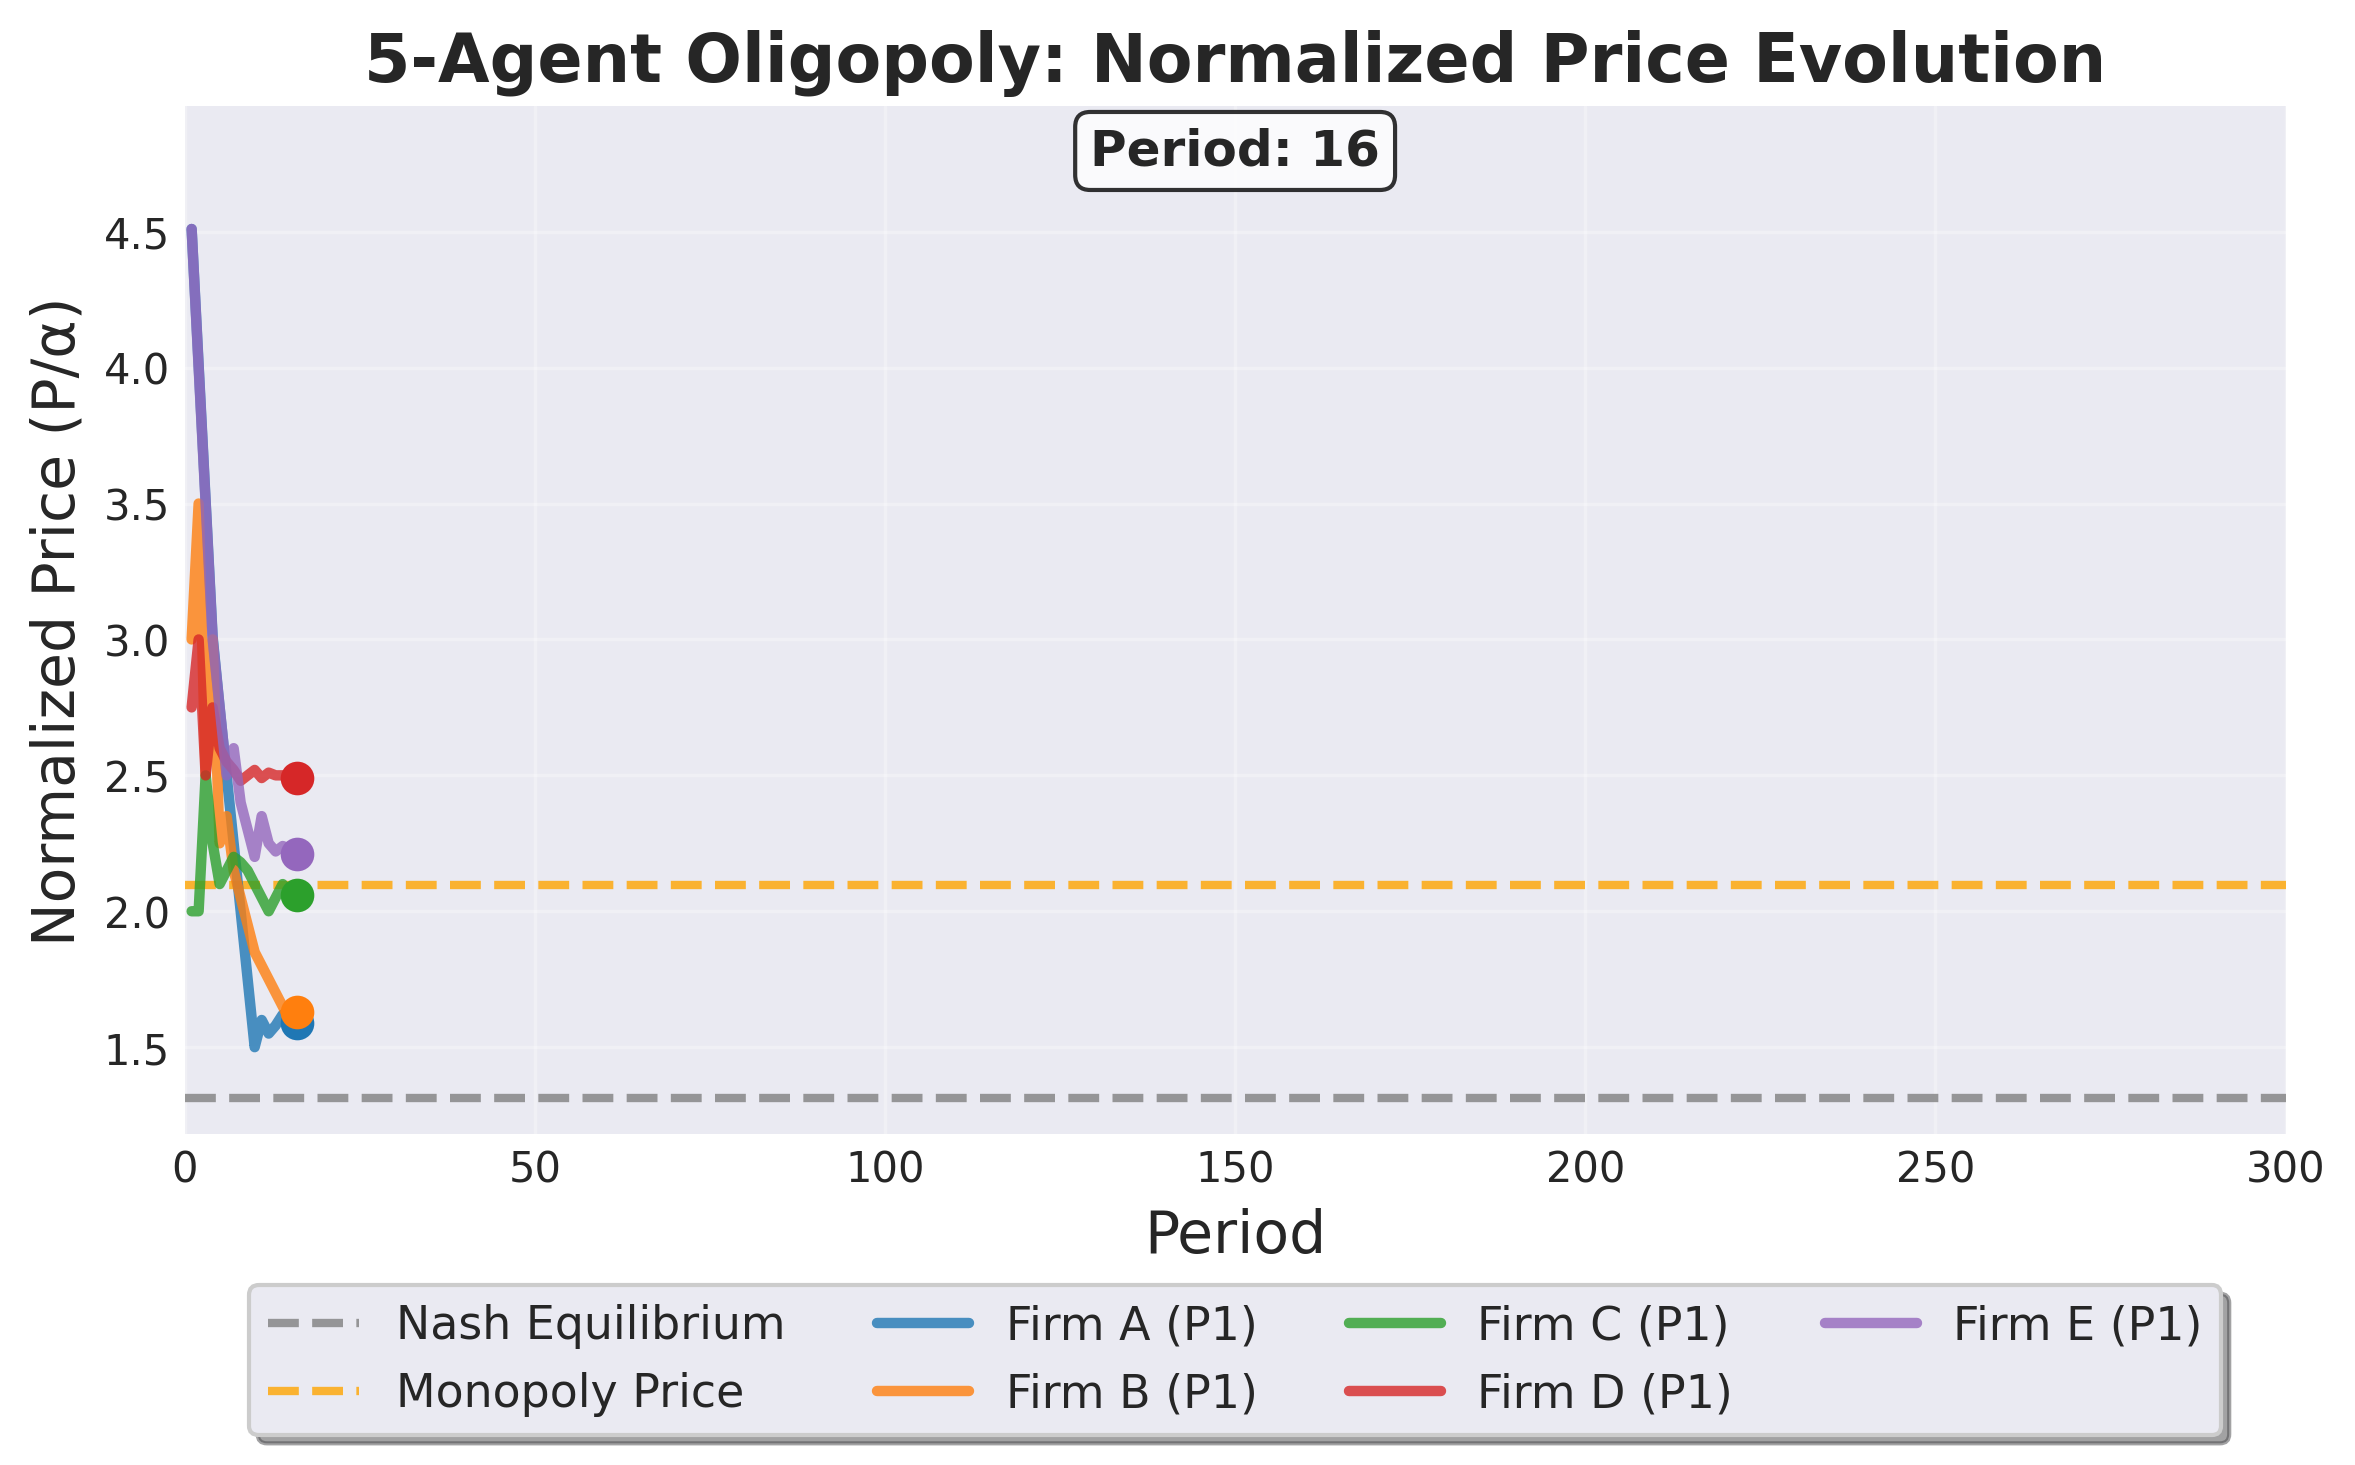 5-Agent Oligopoly: Normalized Price Evolution
Period: 16
Normalized Price (P/α)
4.5
4.0
3.5
3.0
2.5
2.0
1.5
0 50 100 150 200 250 300
Period
Nash Equilibrium Firm A (P1) Firm C (P1) Firm E (P1)
Monopoly Price Firm B (P1) Firm D (P1)